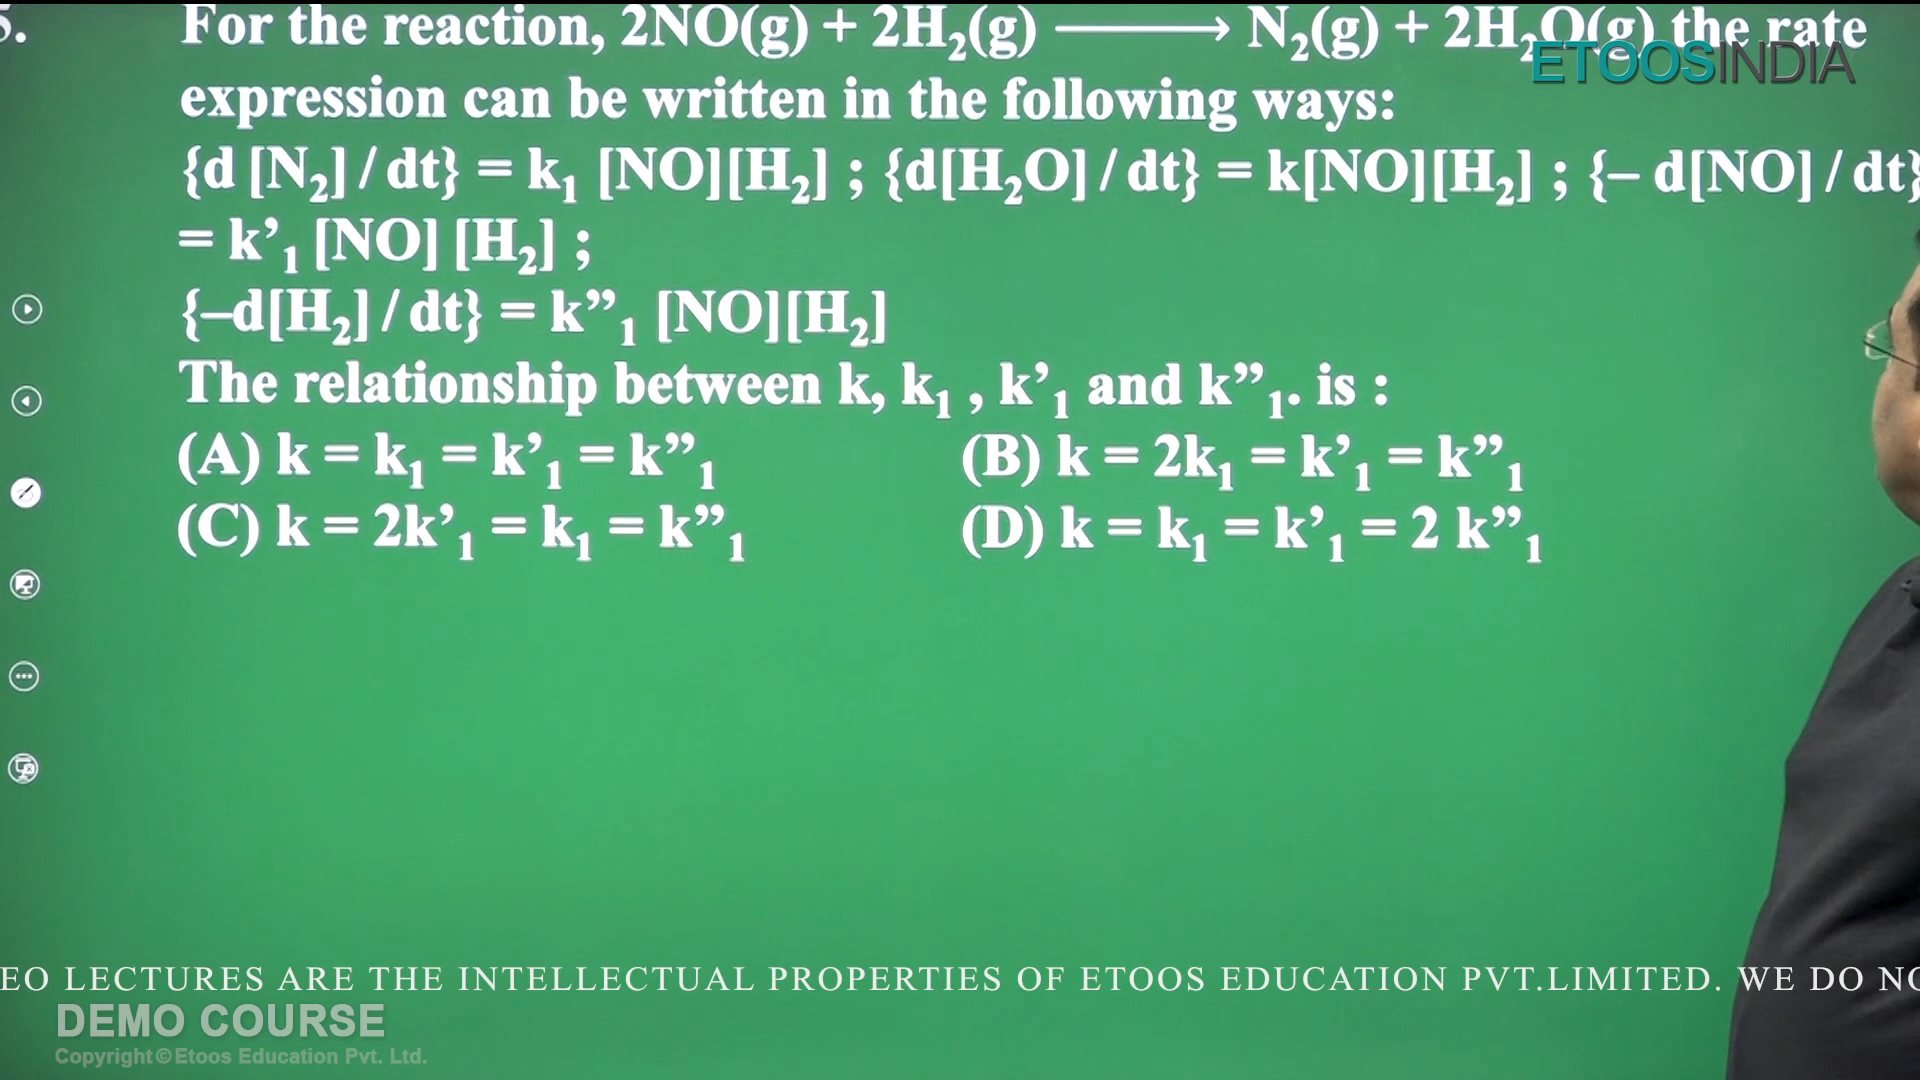 5. For the reaction, 2NO(g) + 2H₂(g) ⟶ N₂(g) + 2H₂O(g) the rate
ETOOSINDIA
expression can be written in the following ways:
{d [N₂] / dt} = k₁ [NO][H₂] ; {d[H₂O] / dt} = k[NO][H₂] ; {– d[NO] / dt}
= k’₁ [NO] [H₂] ;
{–d[H₂] / dt} = k”₁ [NO][H₂]
The relationship between k, k₁ , k’₁ and k”₁. is :
(A) k = k₁ = k’₁ = k”₁ (B) k = 2k₁ = k’₁ = k”₁
(C) k = 2k’₁ = k₁ = k”₁ (D) k = k₁ = k’₁ = 2 k”₁
EO LECTURES ARE THE INTELLECTUAL PROPERTIES OF ETOOS EDUCATION PVT.LIMITED. WE DO NO
DEMO COURSE
Copyright © Etoos Education Pvt. Ltd.